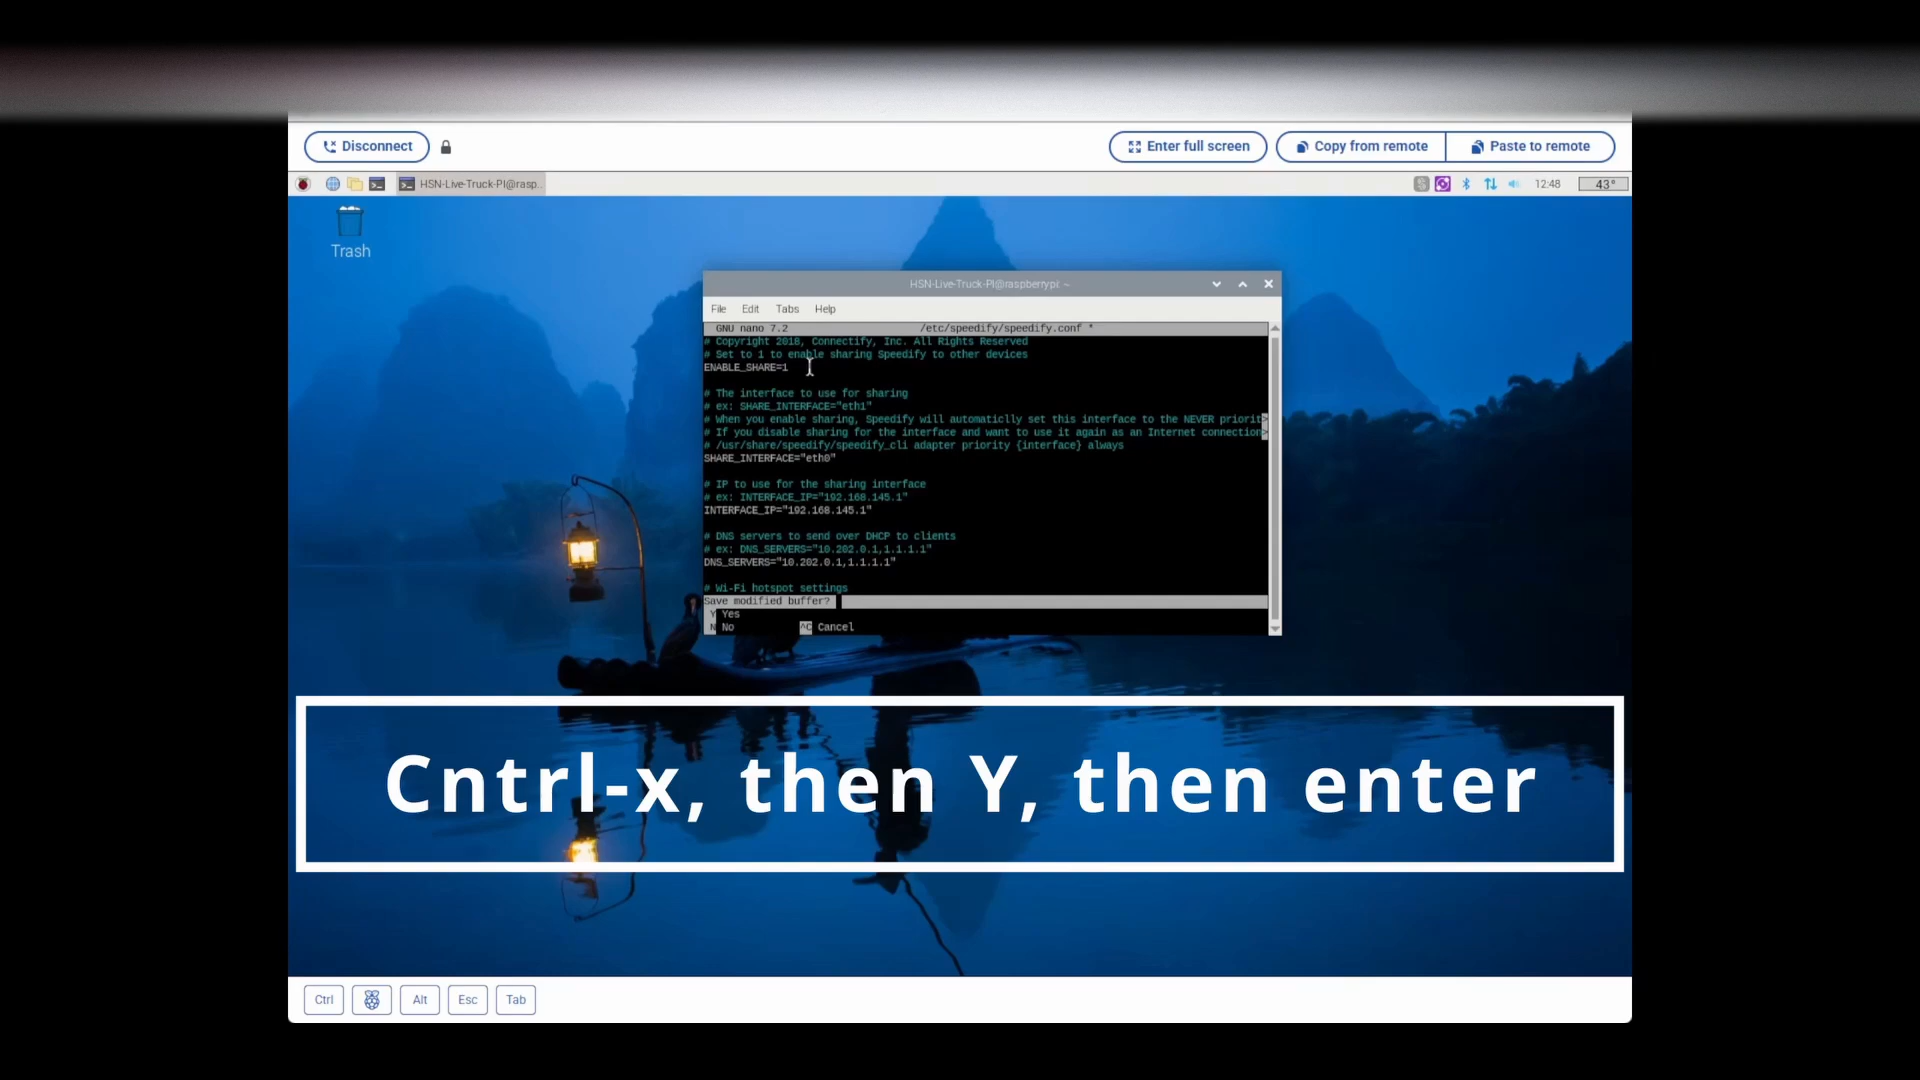 Disconnect
Enter full screen
Copy from remote
Paste to remote
HSN-Live-Truck-PI@rasp..
12:48
43°
Trash
HSN-Live-Truck-PI@raspberrypi: ~
File Edit Tabs Help
GNU nano 7.2 /etc/speedify/speedify.conf *
# Copyright 2018, Connectify, Inc. All Rights Reserved
# Set to 1 to enable sharing Speedify to other devices
ENABLE_SHARE=1
# The interface to use for sharing
# ex: SHARE_INTERFACE="eth1"
# When you enable sharing, Speedify will automaticlly set this interface to the NEVER priorit>
# If you disable sharing for the interface and want to use it again as an Internet connection>
# /usr/share/speedify/speedify_cli adapter priority {interface} always
SHARE_INTERFACE="eth0"
# IP to use for the sharing interface
# ex: INTERFACE_IP="192.168.145.1"
INTERFACE_IP="192.168.145.1"
# DNS servers to send over DHCP to clients
# ex: DNS_SERVERS="10.202.0.1,1.1.1.1"
DNS_SERVERS="10.202.0.1,1.1.1.1"
# Wi-Fi hotspot settings
Save modified buffer?
Y Yes
N No ^C Cancel
Cntrl-x, then Y, then enter
Ctrl
Alt
Esc
Tab